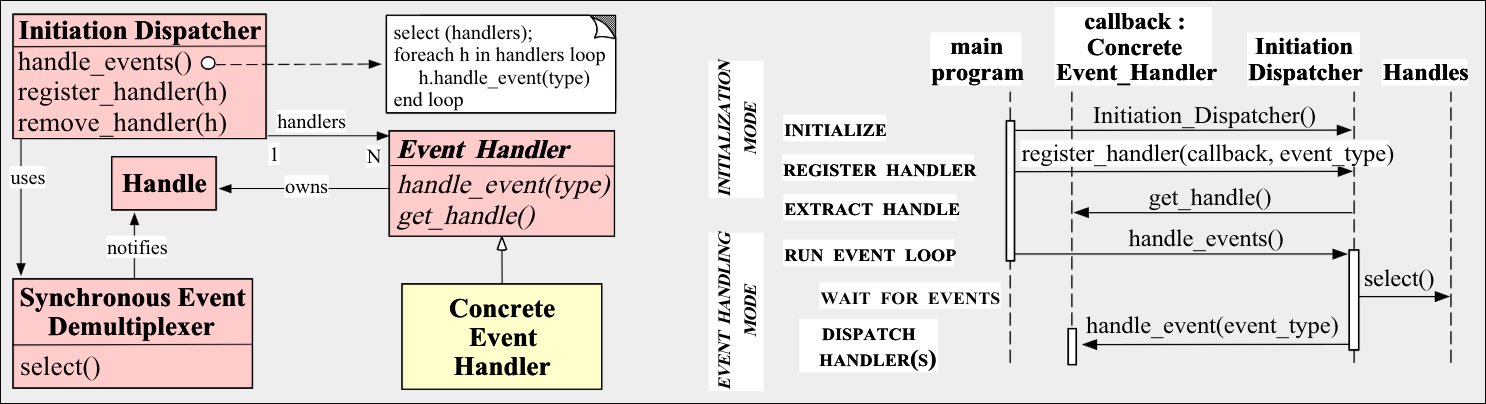 Initiation Dispatcher
handle_events()
register_handler(h)
remove_handler(h)
select (handlers);
foreach h in handlers loop
h.handle_event(type)
end loop
handlers
1
N
uses
Handle
owns
Event Handler
handle_event(type)
get_handle()
notifies
Synchronous Event
Demultiplexer
select()
Concrete
Event
Handler
main
program
callback :
Concrete
Event_Handler
Initiation
Dispatcher
Handles
INITIALIZATION
MODE
INITIALIZE
Initiation_Dispatcher()
REGISTER HANDLER
register_handler(callback, event_type)
EXTRACT HANDLE
get_handle()
EVENT HANDLING
MODE
RUN EVENT LOOP
handle_events()
WAIT FOR EVENTS
select()
DISPATCH
HANDLER(S)
handle_event(event_type)